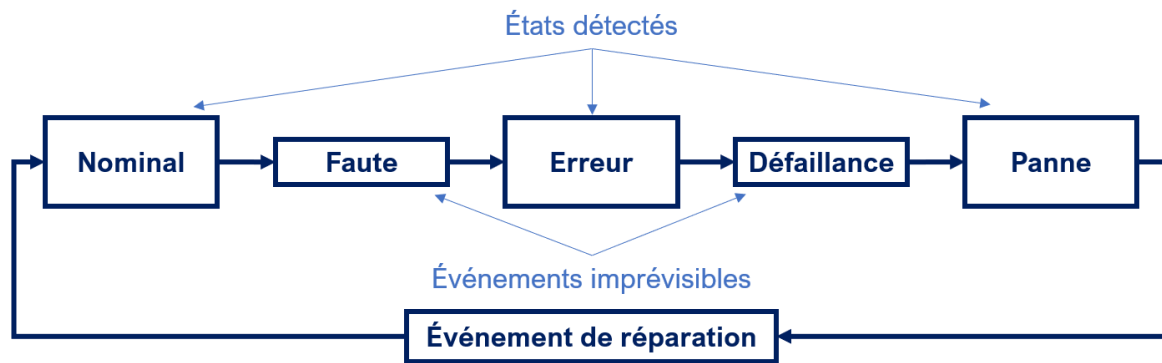 États détectés
Nominal
Faute
Erreur
Défaillance
Panne
Événements imprévisibles
Événement de réparation